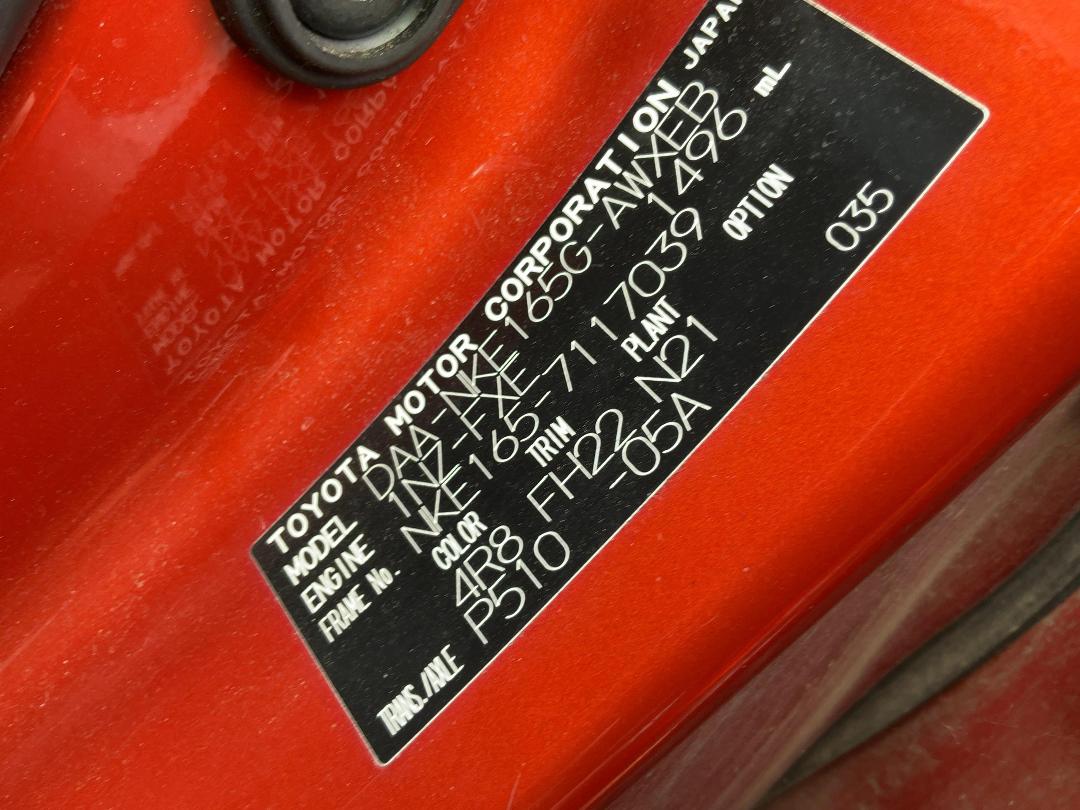 TOYOTA MOTOR CORPORATION JAPAN
MODEL DAA-NKE165G-AWXEB
ENGINE 1NZ-FXE 1496 mL
FRAME No. NKE165-7117039
COLOR TRIM PLANT OPTION
4R8 FH22 N21 035
TRANS./AXLE P510 -05A